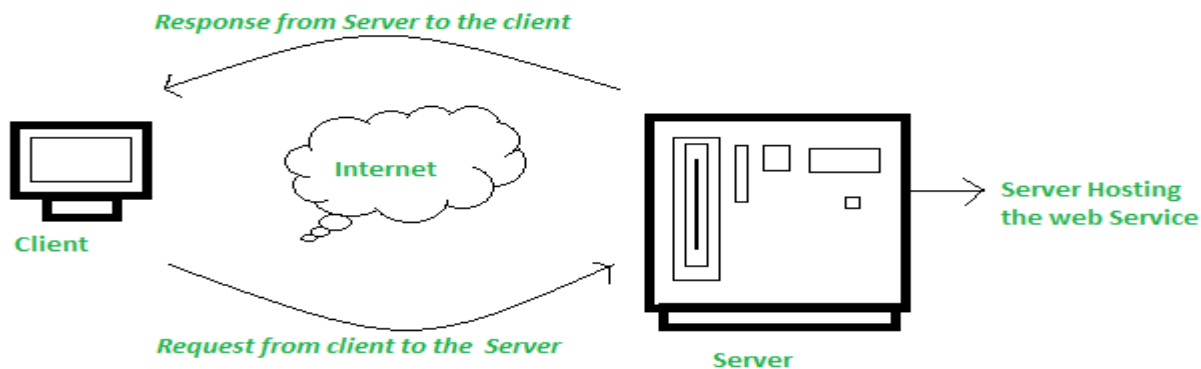 Response from Server to the client
Internet
Client
Server Hosting
the web Service
Request from client to the Server
Server